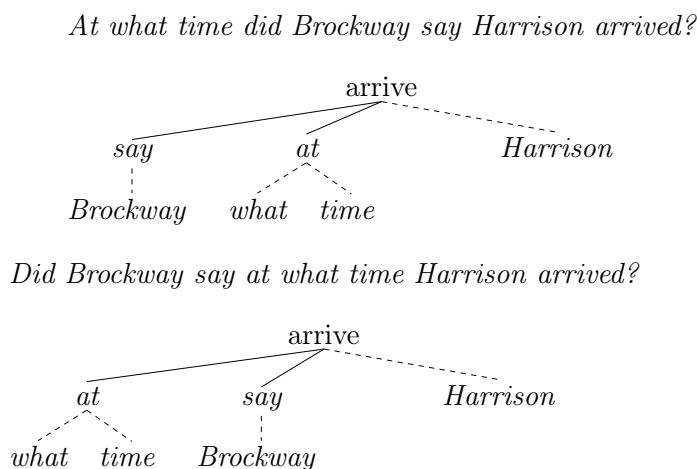 At what time did Brockway say Harrison arrived?
arrive
say at Harrison
Brockway what time
Did Brockway say at what time Harrison arrived?
arrive
at say Harrison
what time Brockway